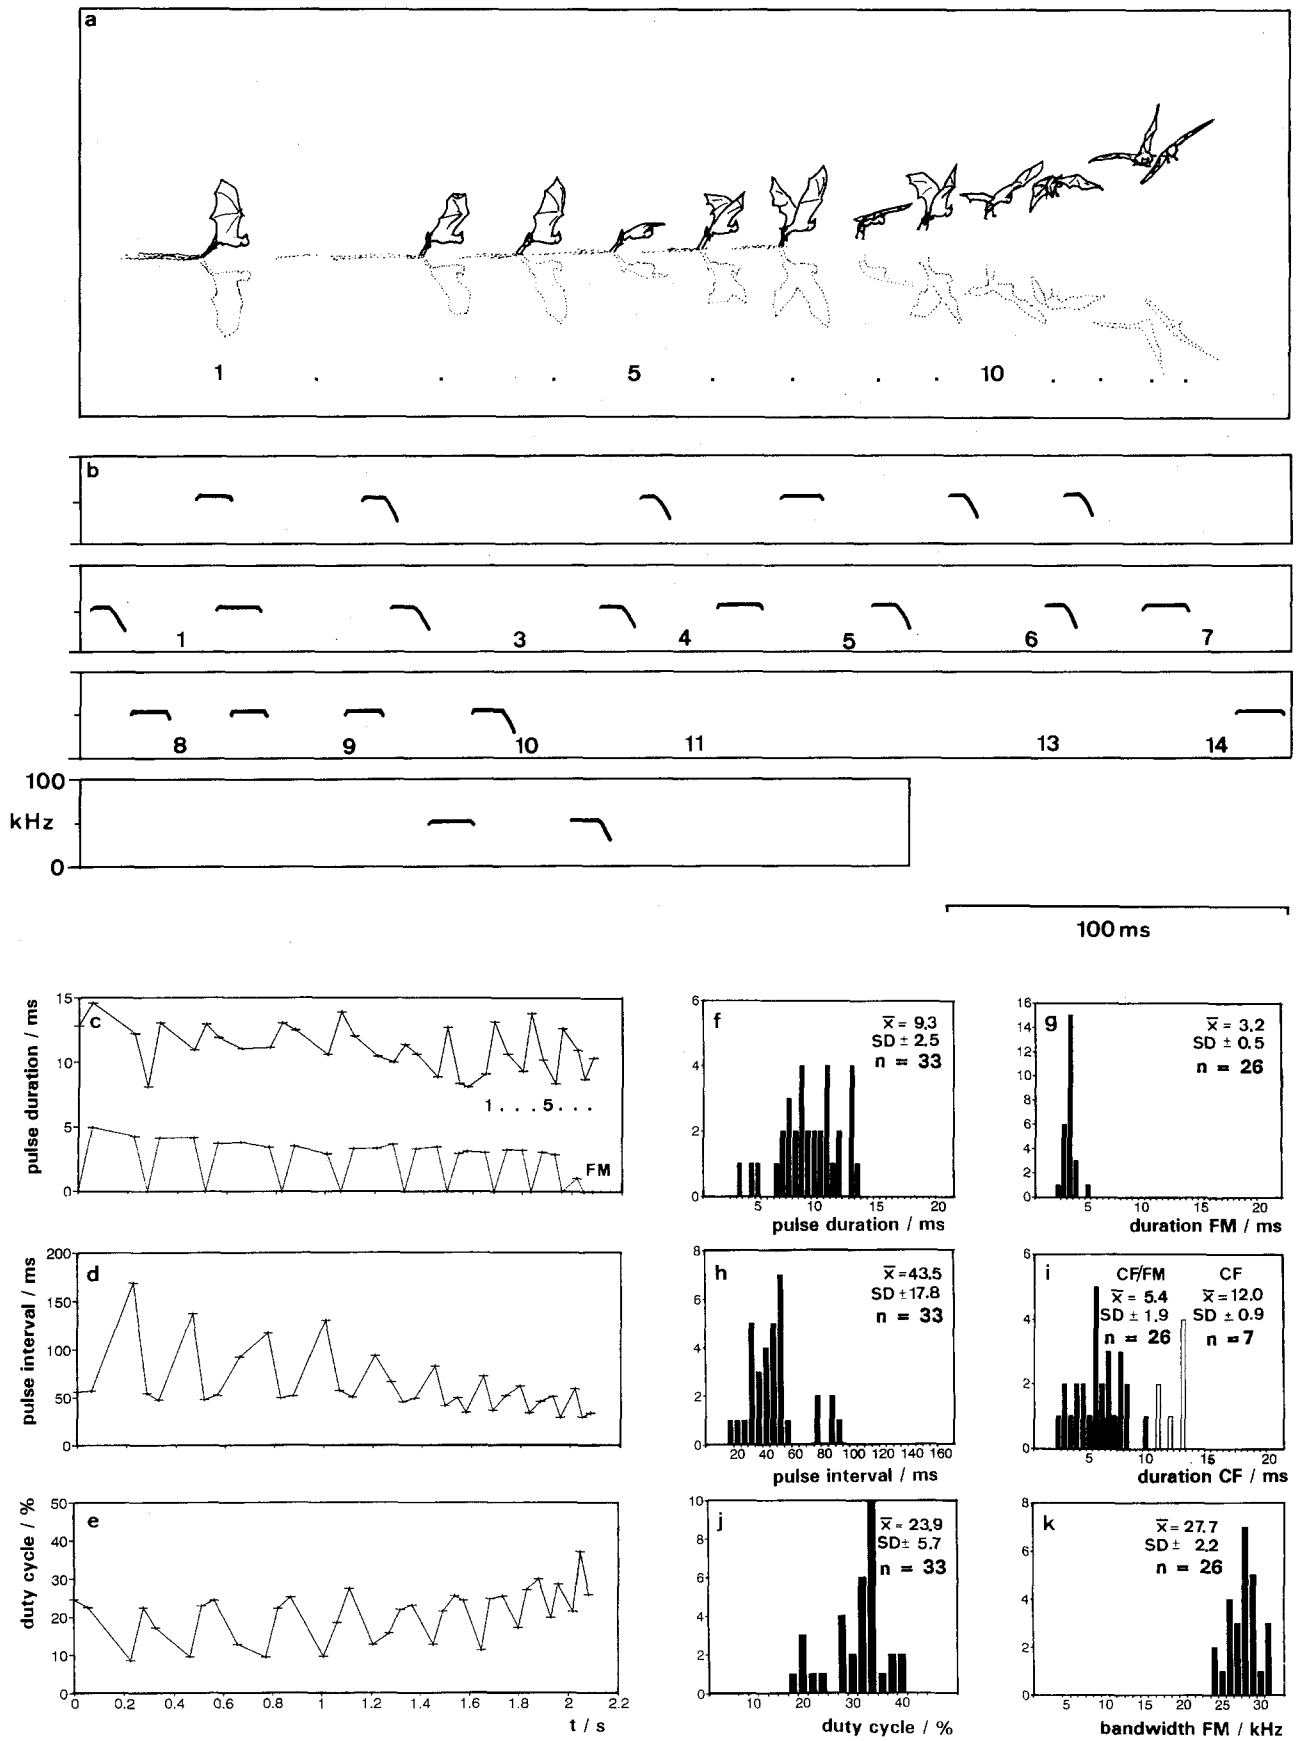 a
1 . . . 5 . . . . 10 . . . .
b
1 3 4 5 6 7
8 9 10 11 13 14
100
kHz
0
100 ms
c
pulse duration / ms
15
10
5
0
1 . . . 5 . . .
FM
d
pulse interval / ms
200
150
100
50
0
e
duty cycle / %
50
40
30
20
10
0
0 0.2 0.4 0.6 0.8 1 1.2 1.4 1.6 1.8 2 2.2
t / s
f
x̅ = 9.3
SD ± 2.5
n = 33
6
4
2
0
5 10 15 20
pulse duration / ms
g
x̅ = 3.2
SD ± 0.5
n = 26
16
14
12
10
8
6
4
2
0
5 10 15 20
duration FM / ms
h
x̅ =43.5
SD ±17.8
n = 33
8
6
4
2
0
20 40 60 80 100 120 140 160
pulse interval / ms
i
CF/FM CF
x̅ = 5.4 x̅ =12.0
SD ± 1.9 SD ± 0.9
n = 26 n =7
6
4
2
0
5 10 15 20
duration CF / ms
j
x̅ = 23.9
SD± 5.7
n = 33
10
8
6
4
2
0
10 20 30 40
duty cycle / %
k
x̅ =27.7
SD± 2.2
n = 26
8
6
4
2
0
5 10 15 20 25 30
bandwidth FM / kHz